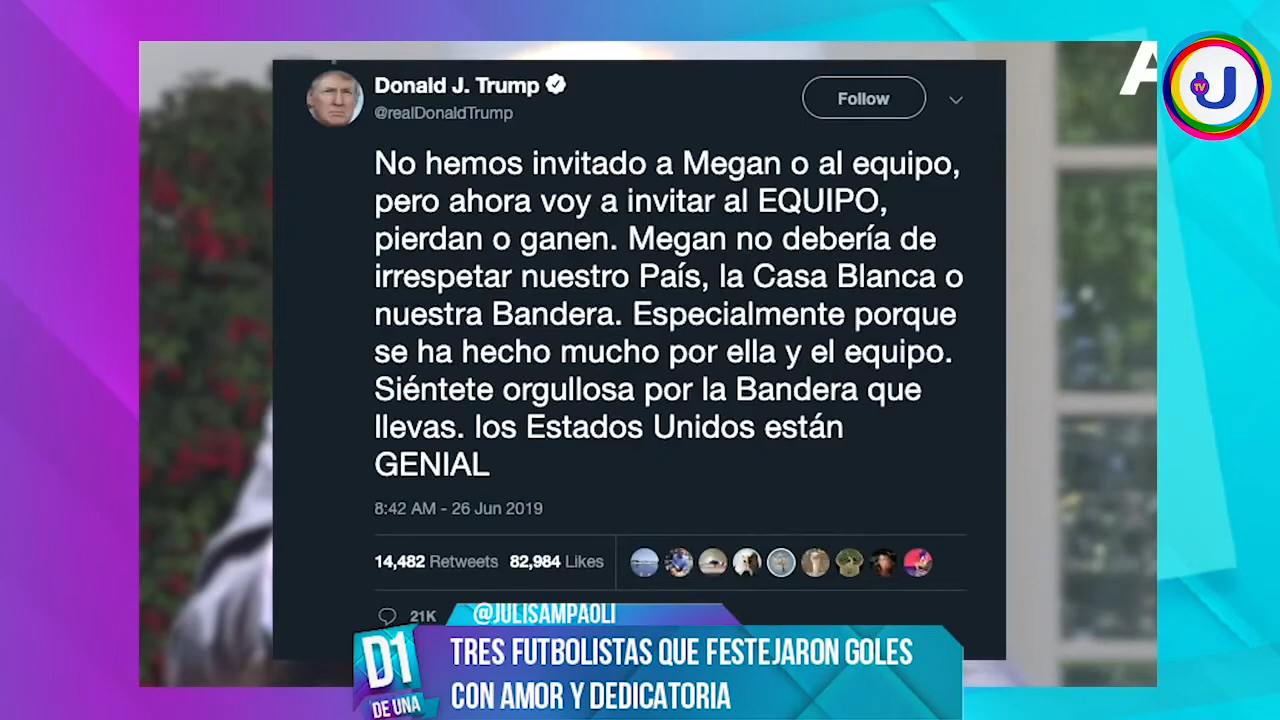 Donald J. Trump
@realDonaldTrump
Follow
No hemos invitado a Megan o al equipo,
pero ahora voy a invitar al EQUIPO,
pierdan o ganen. Megan no debería de
irrespetar nuestro País, la Casa Blanca o
nuestra Bandera. Especialmente porque
se ha hecho mucho por ella y el equipo.
Siéntete orgullosa por la Bandera que
llevas. los Estados Unidos están
GENIAL
8:42 AM - 26 Jun 2019
14,482 Retweets 82,984 Likes
21K
@JULISAMPAOLI
TRES FUTBOLISTAS QUE FESTEJARON GOLES
CON AMOR Y DEDICATORIA
D1
DE UNA
A
TV
U